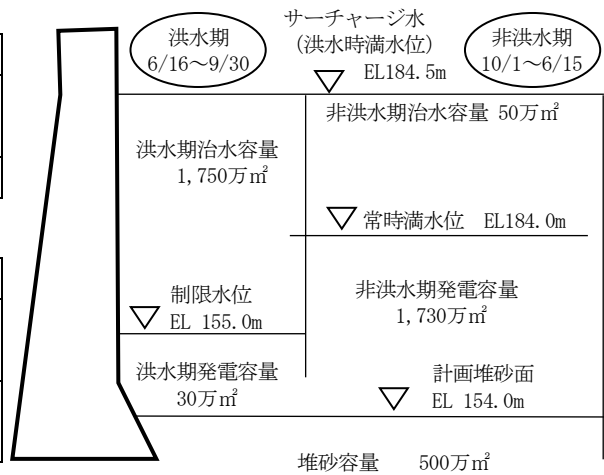 洪水期
6/16～9/30
サーチャージ水
(洪水時満水位)
EL184.5m
非洪水期
10/1～6/15
非洪水期治水容量 50万㎡
洪水期治水容量
1,750万㎡
常時満水位 EL184.0m
制限水位
EL 155.0m
非洪水期発電容量
1,730万㎡
洪水期発電容量
30万㎡
計画堆砂面
EL 154.0m
堆砂容量 500万㎡